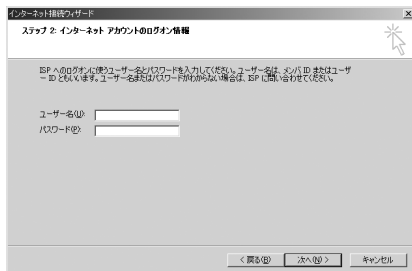 インターネット接続ウィザード
ステップ 2: インターネット アカウントのログオン情報
ISP へのログオンに使うユーザー名とパスワードを入力してください。ユーザー名は、メンバ ID またはユーザ
ー ID ともいいます。ユーザー名またはパスワードがわからない場合は、ISP に問い合わせてください。
ユーザー名(U):
パスワード(P):
< 戻る(B)
次へ(N) >
キャンセル